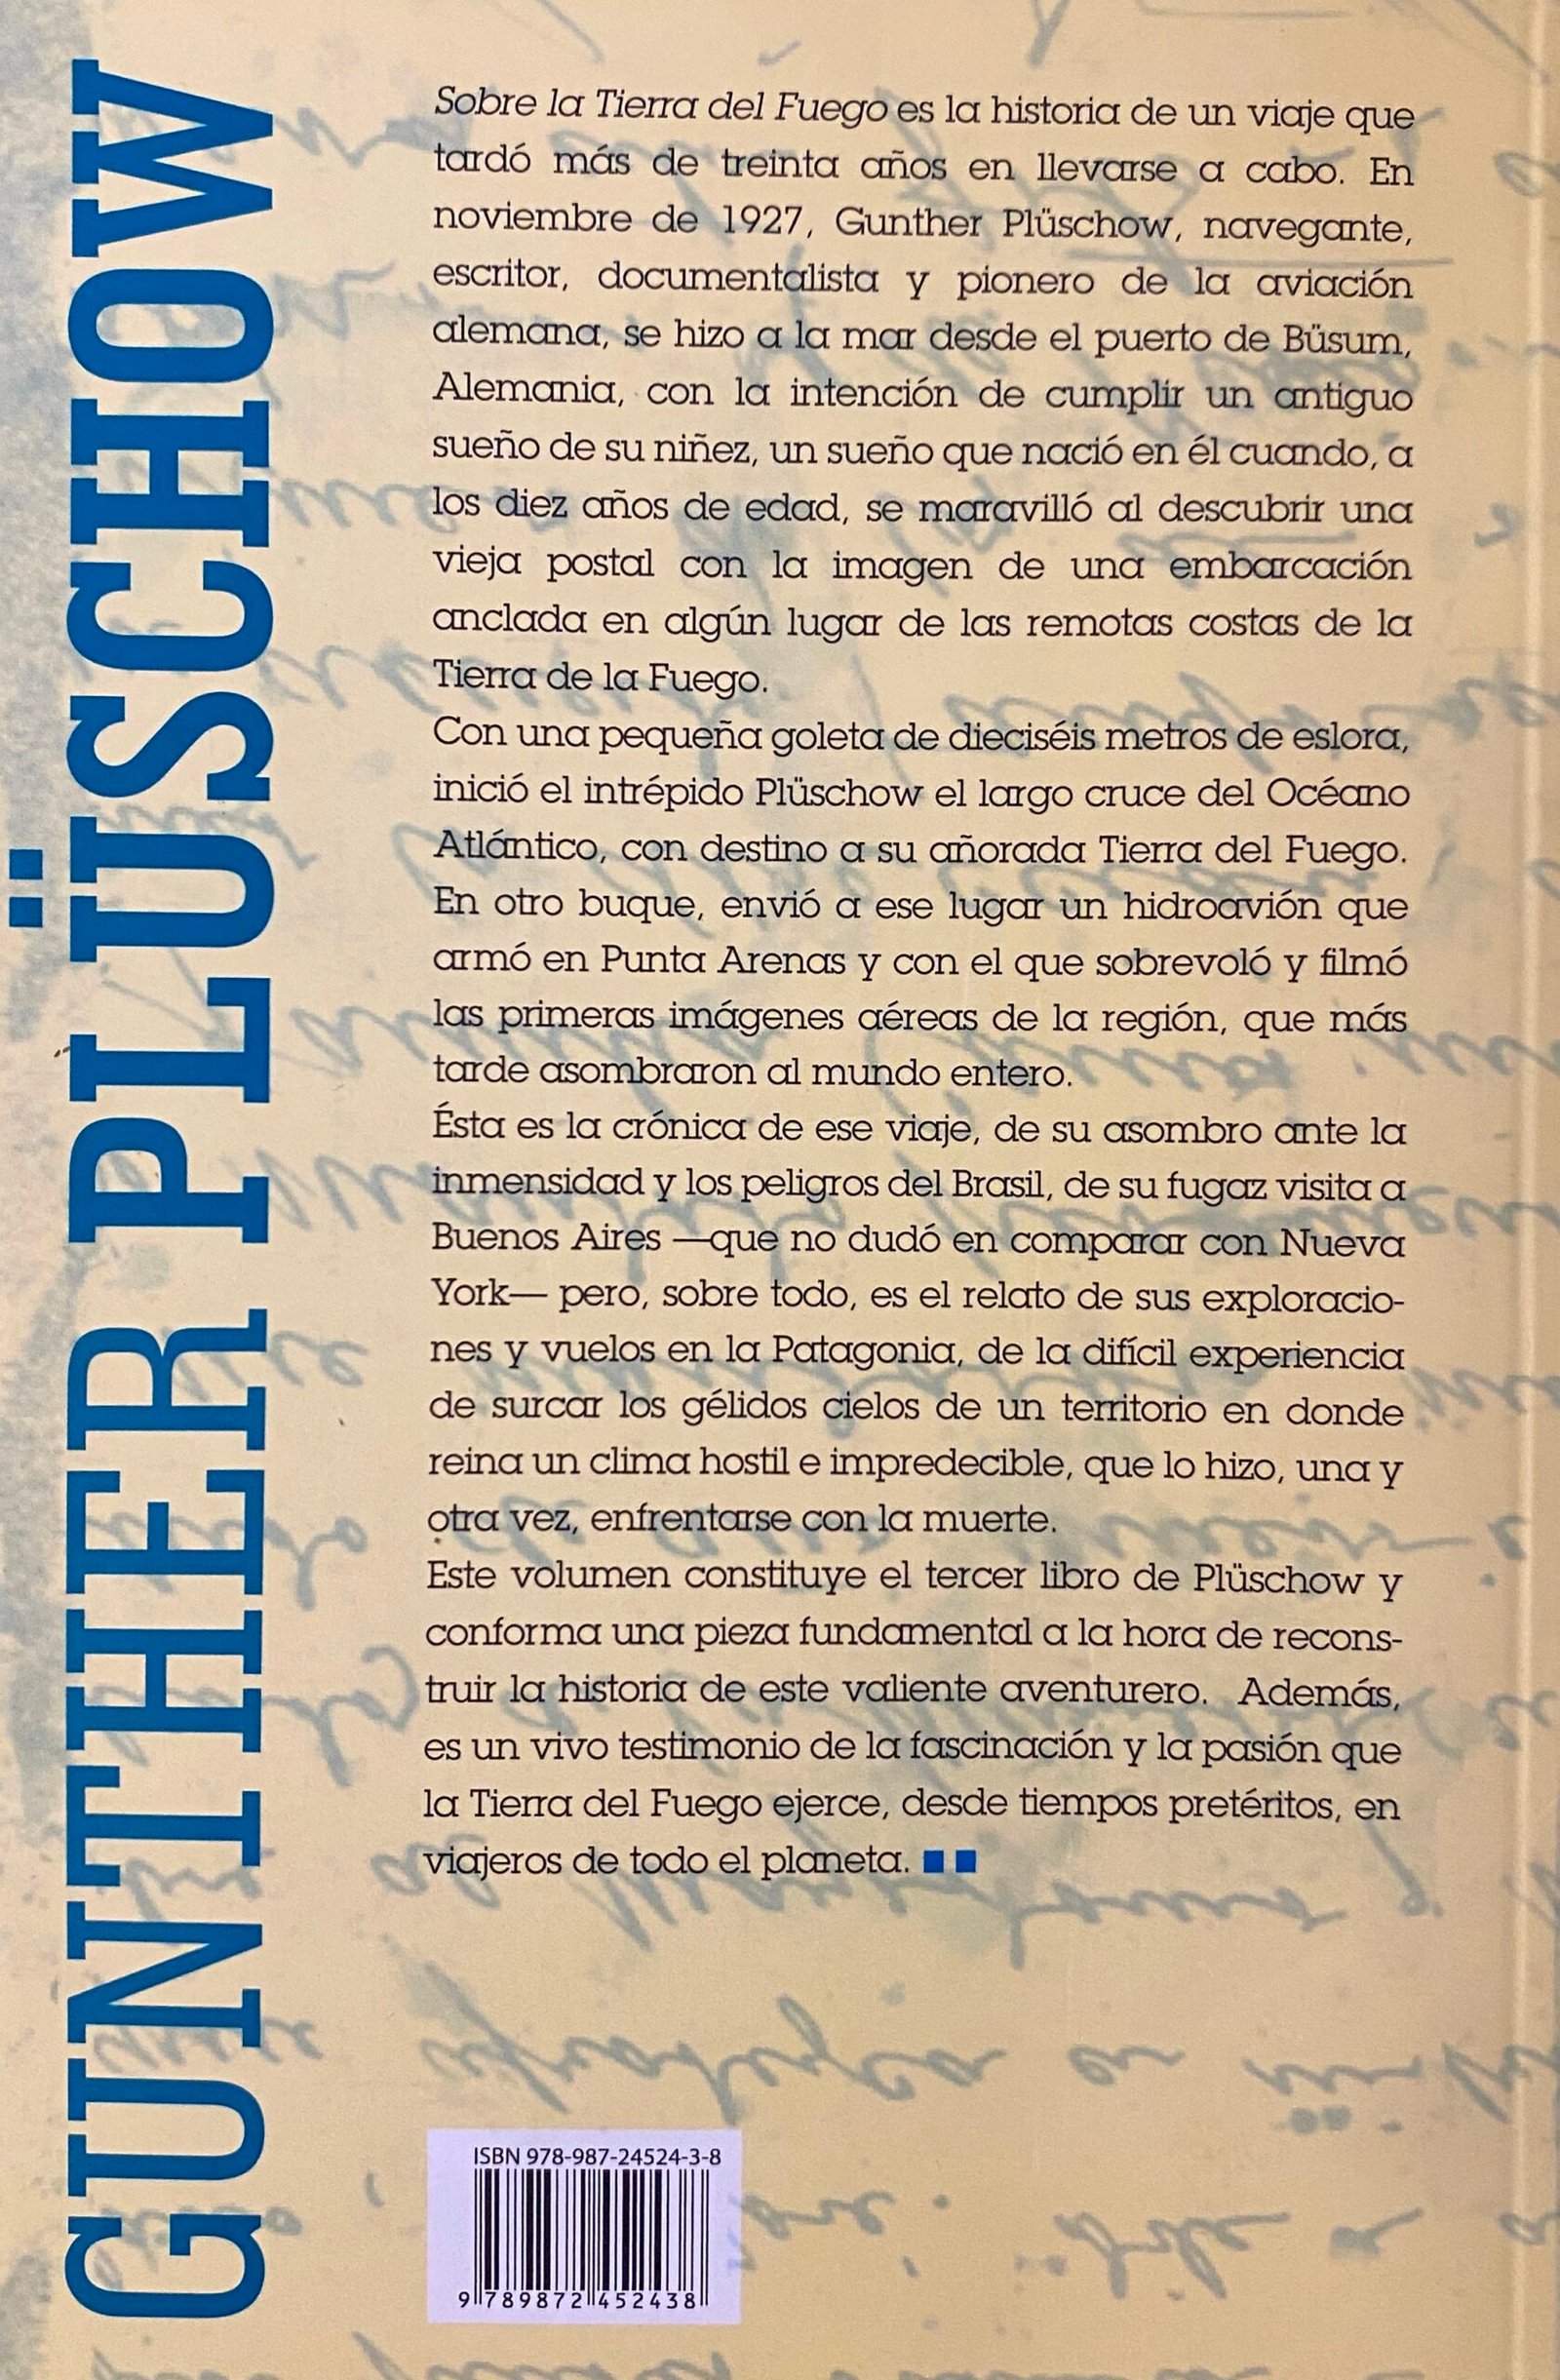 GUNTHER PLÜSCHOW
Sobre la Tierra del Fuego es la historia de un viaje que
tardó más de treinta años en llevarse a cabo. En
noviembre de 1927, Gunther Plüschow, navegante,
escritor, documentalista y pionero de la aviación
alemana, se hizo a la mar desde el puerto de Büsum,
Alemania, con la intención de cumplir un antiguo
sueño de su niñez, un sueño que nació en él cuando, a
los diez años de edad, se maravilló al descubrir una
vieja postal con la imagen de una embarcación
anclada en algún lugar de las remotas costas de la
Tierra de la Fuego.
Con una pequeña goleta de dieciséis metros de eslora,
inició el intrépido Plüschow el largo cruce del Océano
Atlántico, con destino a su añorada Tierra del Fuego.
En otro buque, envió a ese lugar un hidroavión que
armó en Punta Arenas y con el que sobrevoló y filmó
las primeras imágenes aéreas de la región, que más
tarde asombraron al mundo entero.
Ésta es la crónica de ese viaje, de su asombro ante la
inmensidad y los peligros del Brasil, de su fugaz visita a
Buenos Aires —que no dudó en comparar con Nueva
York— pero, sobre todo, es el relato de sus exploracio-
nes y vuelos en la Patagonia, de la difícil experiencia
de surcar los gélidos cielos de un territorio en donde
reina un clima hostil e impredecible, que lo hizo, una y
otra vez, enfrentarse con la muerte.
Este volumen constituye el tercer libro de Plüschow y
conforma una pieza fundamental a la hora de recons-
truir la historia de este valiente aventurero. Además,
es un vivo testimonio de la fascinación y la pasión que
la Tierra del Fuego ejerce, desde tiempos pretéritos, en
viajeros de todo el planeta.
ISBN 978-987-24524-3-8
9 789872 452438